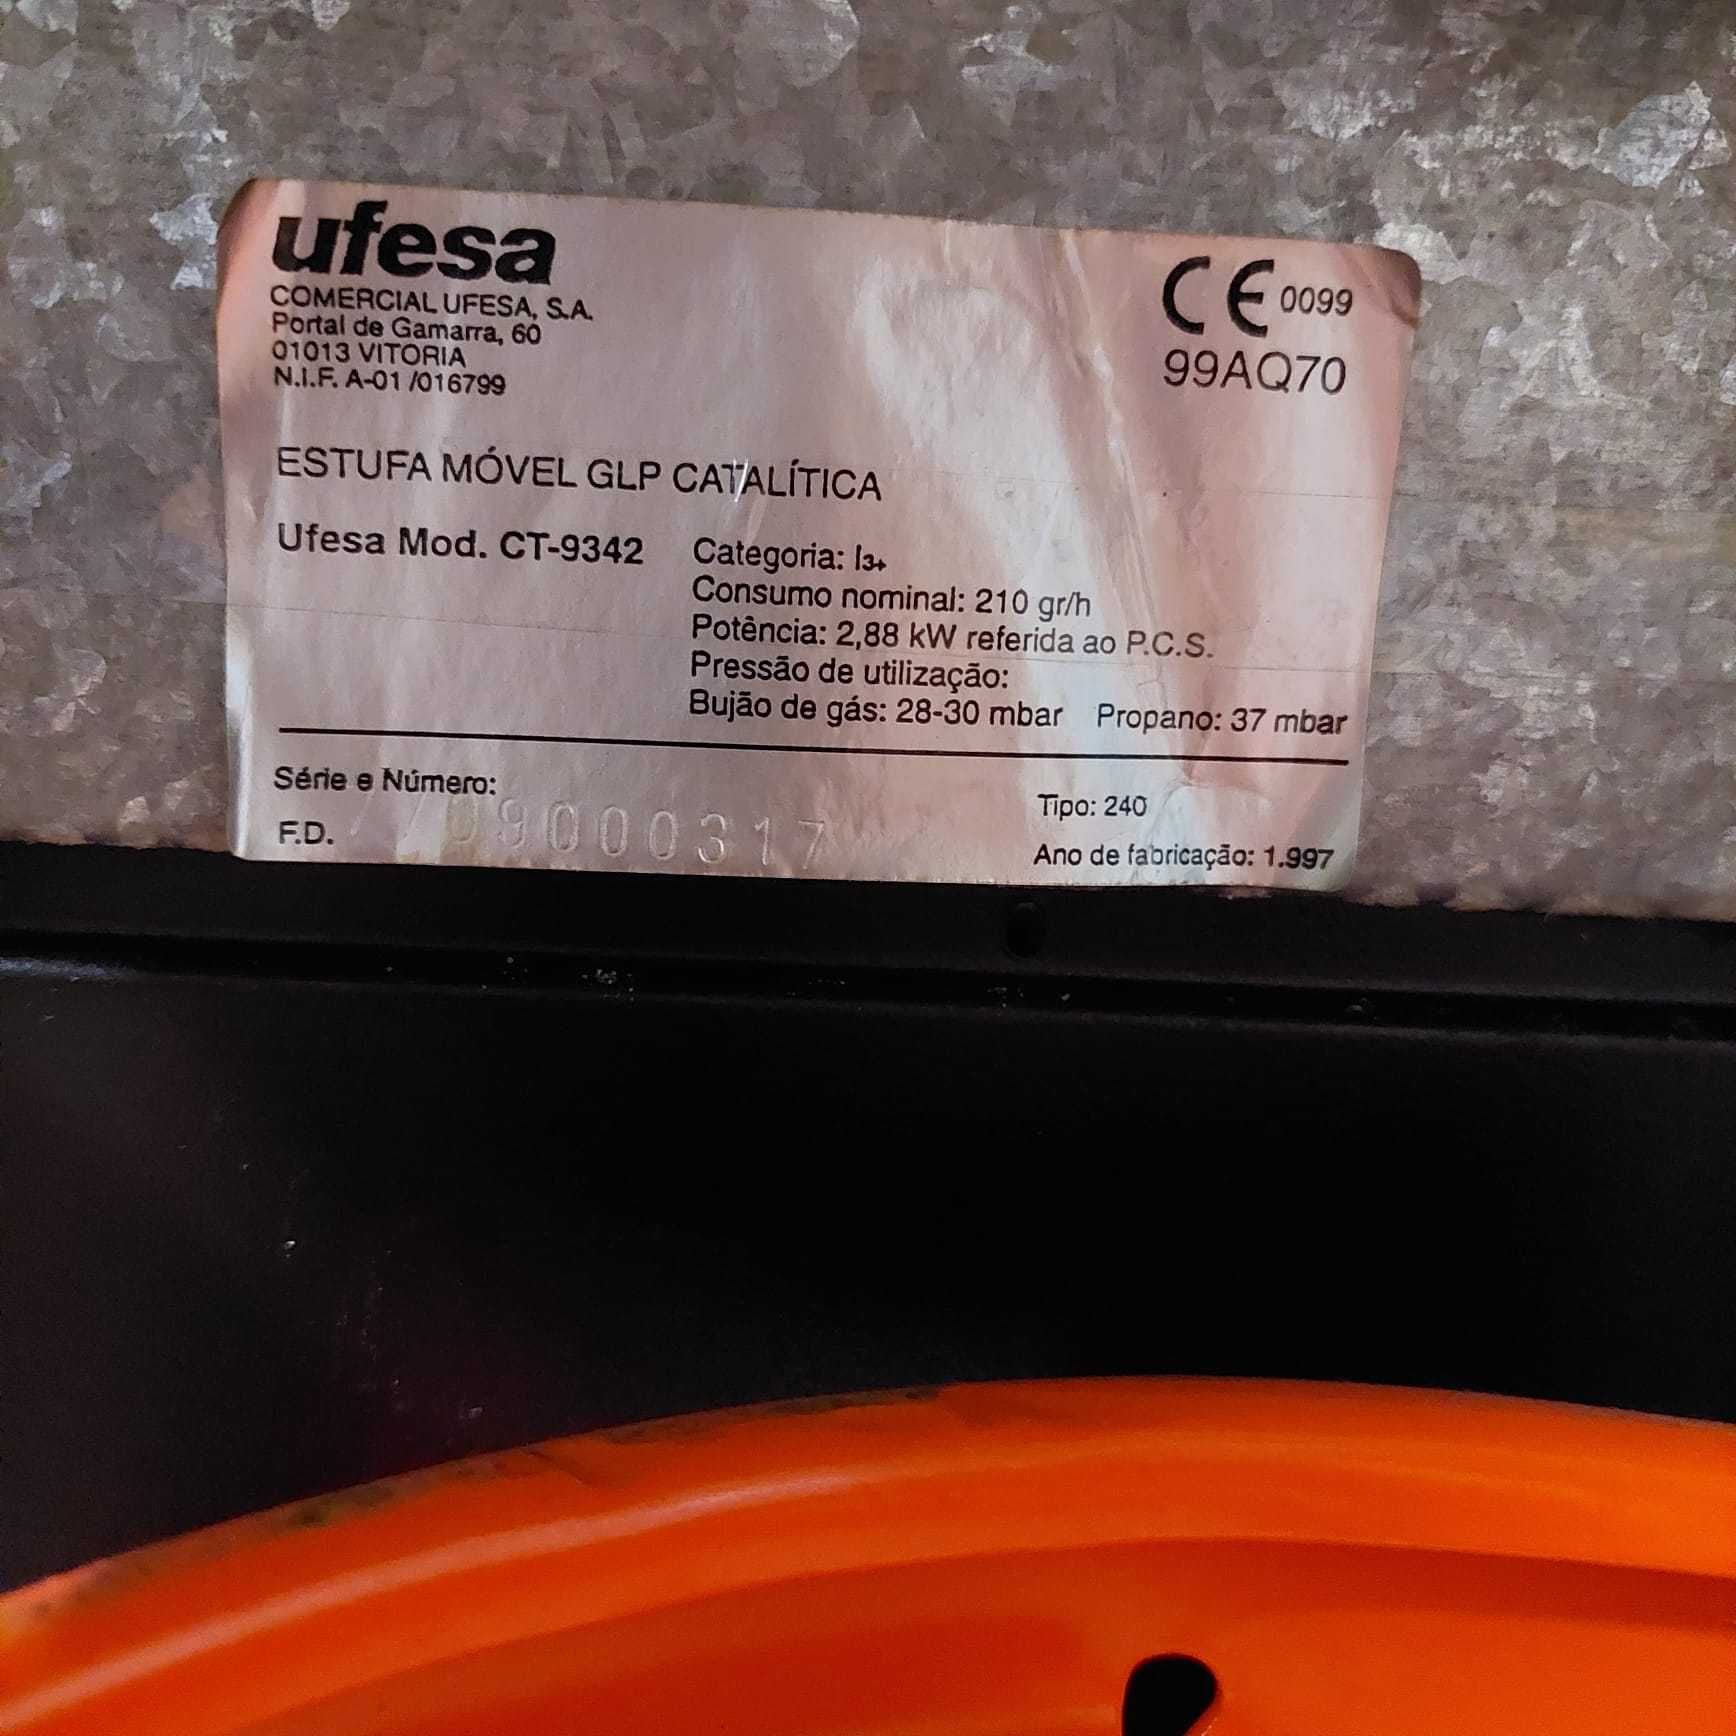 ufesa
COMERCIAL UFESA, S.A.
Portal de Gamarra, 60
01013 VITORIA
N.I.F. A-01 /016799
CE 0099
99AQ70
ESTUFA MÓVEL GLP CATALÍTICA
Ufesa Mod. CT-9342
Categoria: I3+
Consumo nominal: 210 gr/h
Potência: 2,88 kW referida ao P.C.S.
Pressão de utilização:
Bujão de gás: 28-30 mbar Propano: 37 mbar
Série e Número:
F.D.
Tipo: 240
Ano de fabricação: 1.997